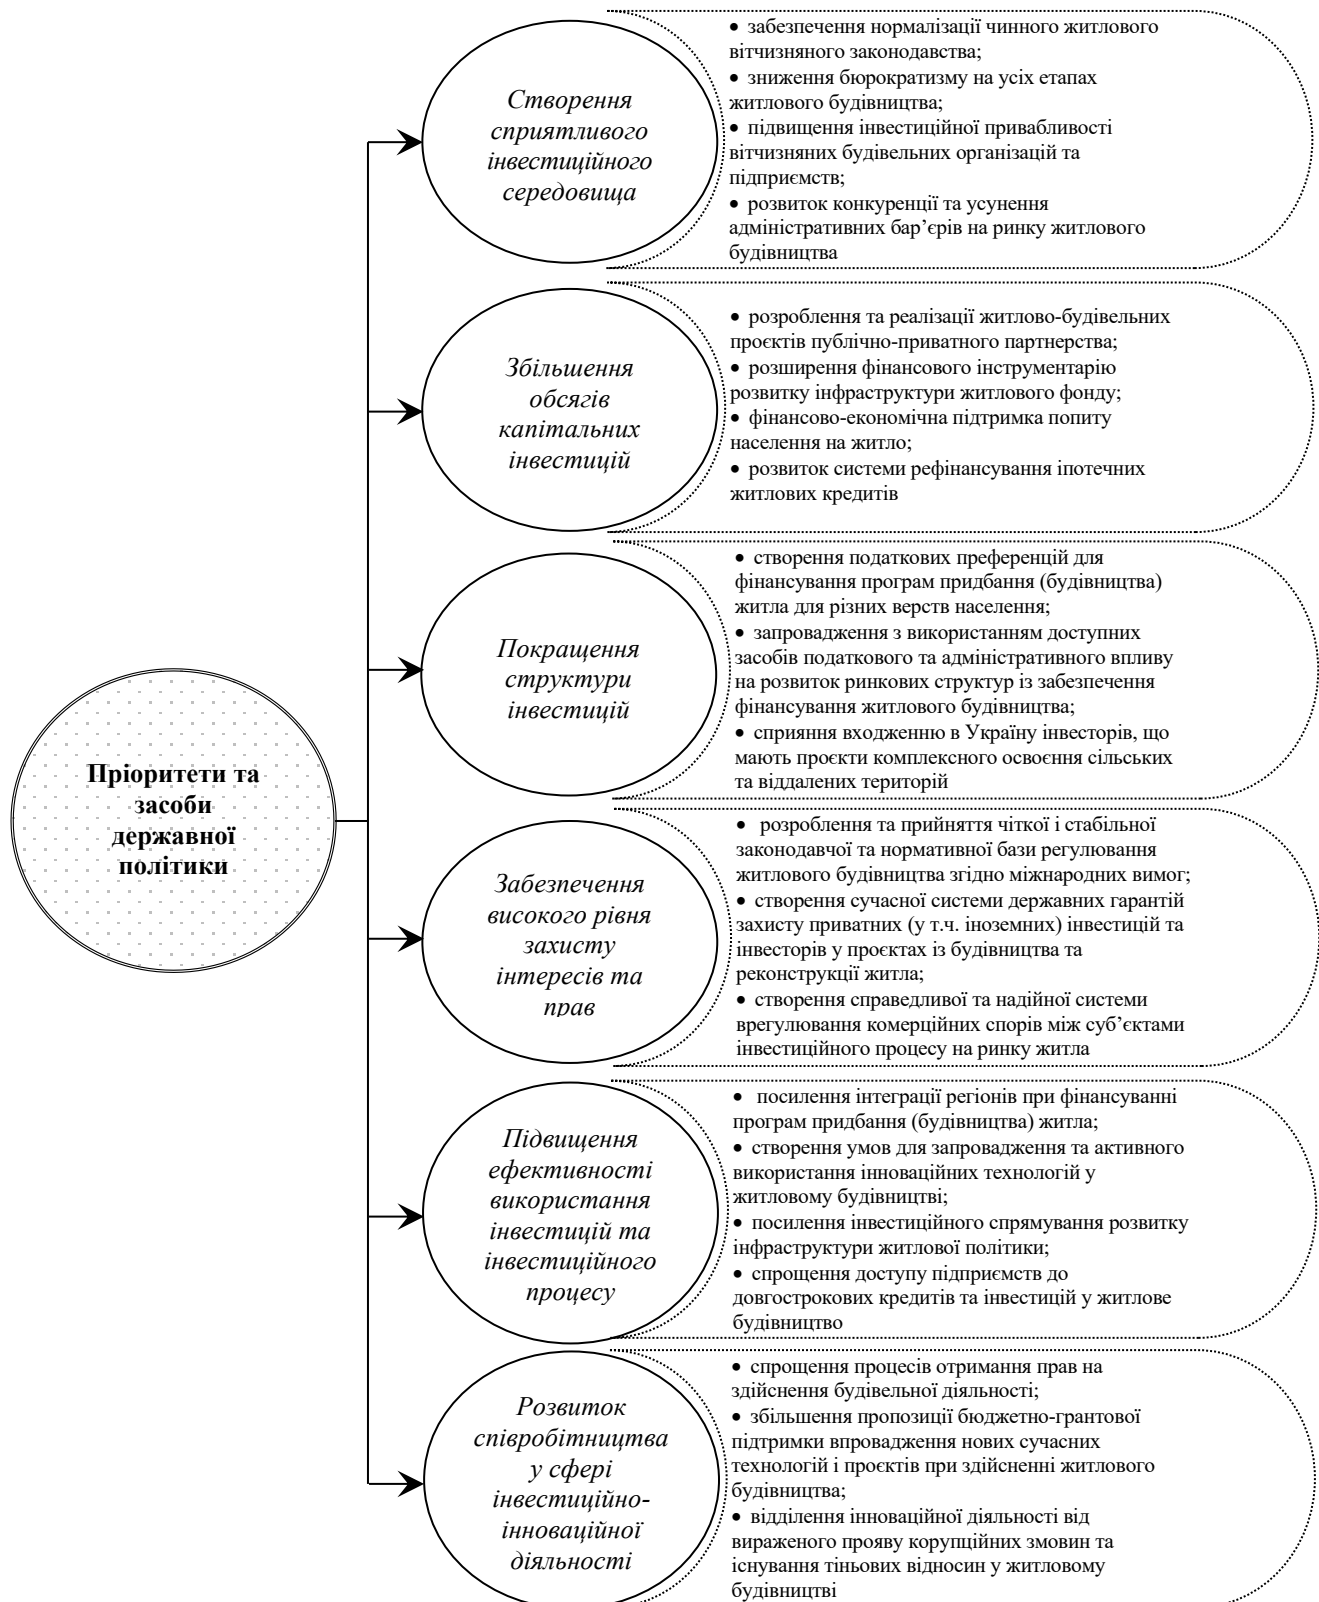 Пріоритети та
засоби
державної
політики
Створення
сприятливого
інвестиційного
середовища
• забезпечення нормалізації чинного житлового
вітчизняного законодавства;
• зниження бюрократизму на усіх етапах
житлового будівництва;
• підвищення інвестиційної привабливості
вітчизняних будівельних організацій та
підприємств;
• розвиток конкуренції та усунення
адміністративних бар’єрів на ринку житлового
будівництва
Збільшення
обсягів
капітальних
інвестицій
• розроблення та реалізації житлово-будівельних
проєктів публічно-приватного партнерства;
• розширення фінансового інструментарію
розвитку інфраструктури житлового фонду;
• фінансово-економічна підтримка попиту
населення на житло;
• розвиток системи рефінансування іпотечних
житлових кредитів
Покращення
структури
інвестицій
• створення податкових преференцій для
фінансування програм придбання (будівництва)
житла для різних верств населення;
• запровадження з використанням доступних
засобів податкового та адміністративного впливу
на розвиток ринкових структур із забезпечення
фінансування житлового будівництва;
• сприяння входженню в Україну інвесторів, що
мають проєкти комплексного освоєння сільських
та віддалених територій
Забезпечення
високого рівня
захисту
інтересів та
прав
• розроблення та прийняття чіткої і стабільної
законодавчої та нормативної бази регулювання
житлового будівництва згідно міжнародних вимог;
• створення сучасної системи державних гарантій
захисту приватних (у т.ч. іноземних) інвестицій та
інвесторів у проєктах із будівництва та
реконструкції житла;
• створення справедливої та надійної системи
врегулювання комерційних спорів між суб’єктами
інвестиційного процесу на ринку житла
Підвищення
ефективності
використання
інвестицій та
інвестиційного
процесу
• посилення інтеграції регіонів при фінансуванні
програм придбання (будівництва) житла;
• створення умов для запровадження та активного
використання інноваційних технологій у
житловому будівництві;
• посилення інвестиційного спрямування розвитку
інфраструктури житлової політики;
• спрощення доступу підприємств до
довгострокових кредитів та інвестицій у житлове
будівництво
Розвиток
співробітництва
у сфері
інвестиційно-
інноваційної
діяльності
• спрощення процесів отримання прав на
здійснення будівельної діяльності;
• збільшення пропозиції бюджетно-грантової
підтримки впровадження нових сучасних
технологій і проєктів при здійсненні житлового
будівництва;
• відділення інноваційної діяльності від
вираженого прояву корупційних змовин та
існування тіньових відносин у житловому
будівництві